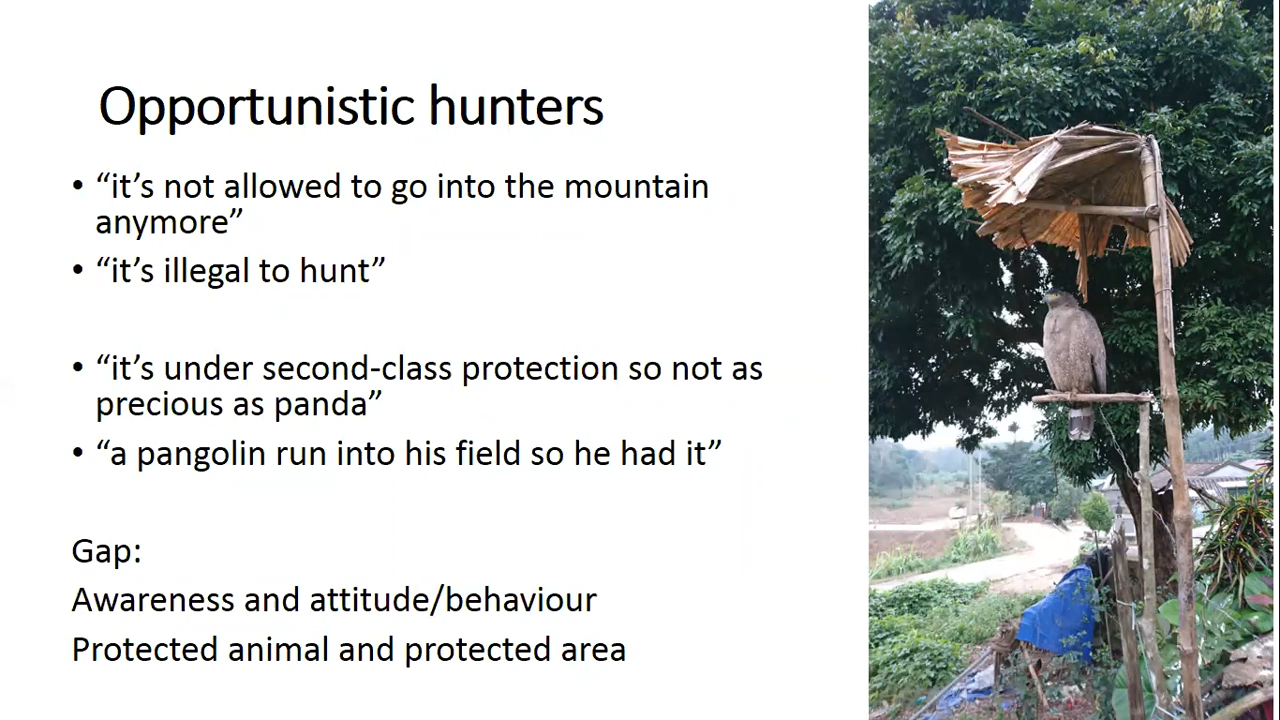 Opportunistic hunters
• “it’s not allowed to go into the mountain
anymore”
• “it’s illegal to hunt”
• “it’s under second-class protection so not as
precious as panda”
• “a pangolin run into his field so he had it”
Gap:
Awareness and attitude/behaviour
Protected animal and protected area